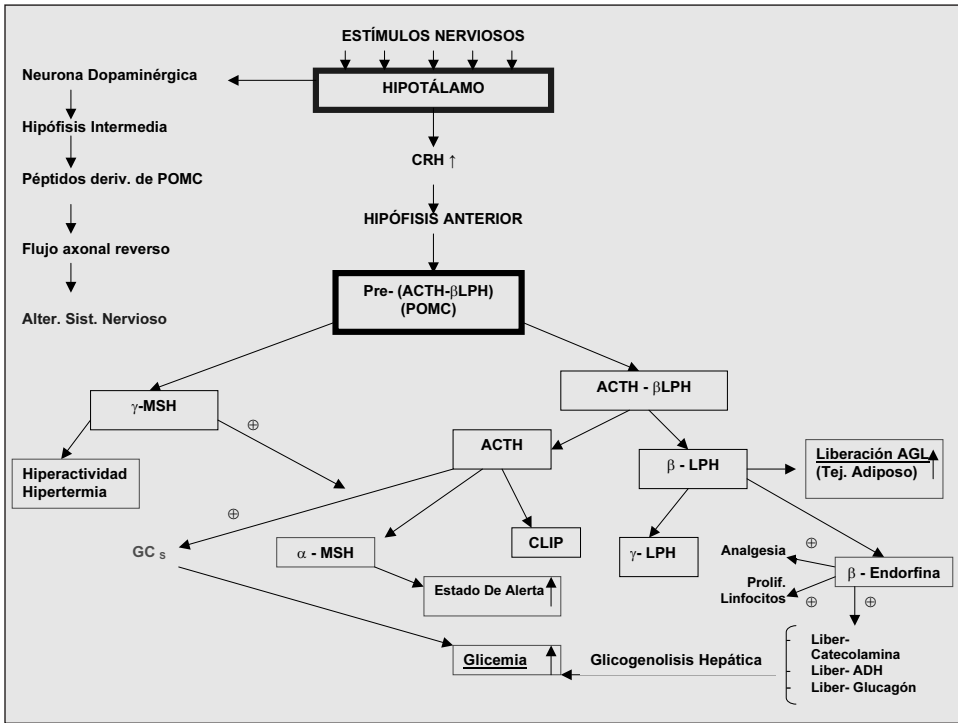 ESTÍMULOS NERVIOSOS
Neurona Dopaminérgica
HIPOTÁLAMO
Hipófisis Intermedia
CRH ↑
Péptidos deriv. de POMC
HIPÓFISIS ANTERIOR
Flujo axonal reverso
Pre- (ACTH-βLPH)
(POMC)
Alter. Sist. Nervioso
ACTH - βLPH
γ-MSH
⊕
ACTH
β - LPH
Liberación AGL
(Tej. Adiposo)
Hiperactividad
Hipertermia
⊕
GC s
α - MSH
CLIP
γ- LPH
Analgesia
⊕
β - Endorfina
Estado De Alerta
Prolif.
Linfocitos
⊕
⊕
Glicemia
Glicogenolisis Hepática
Liber-
Catecolamina
Liber- ADH
Liber- Glucagón